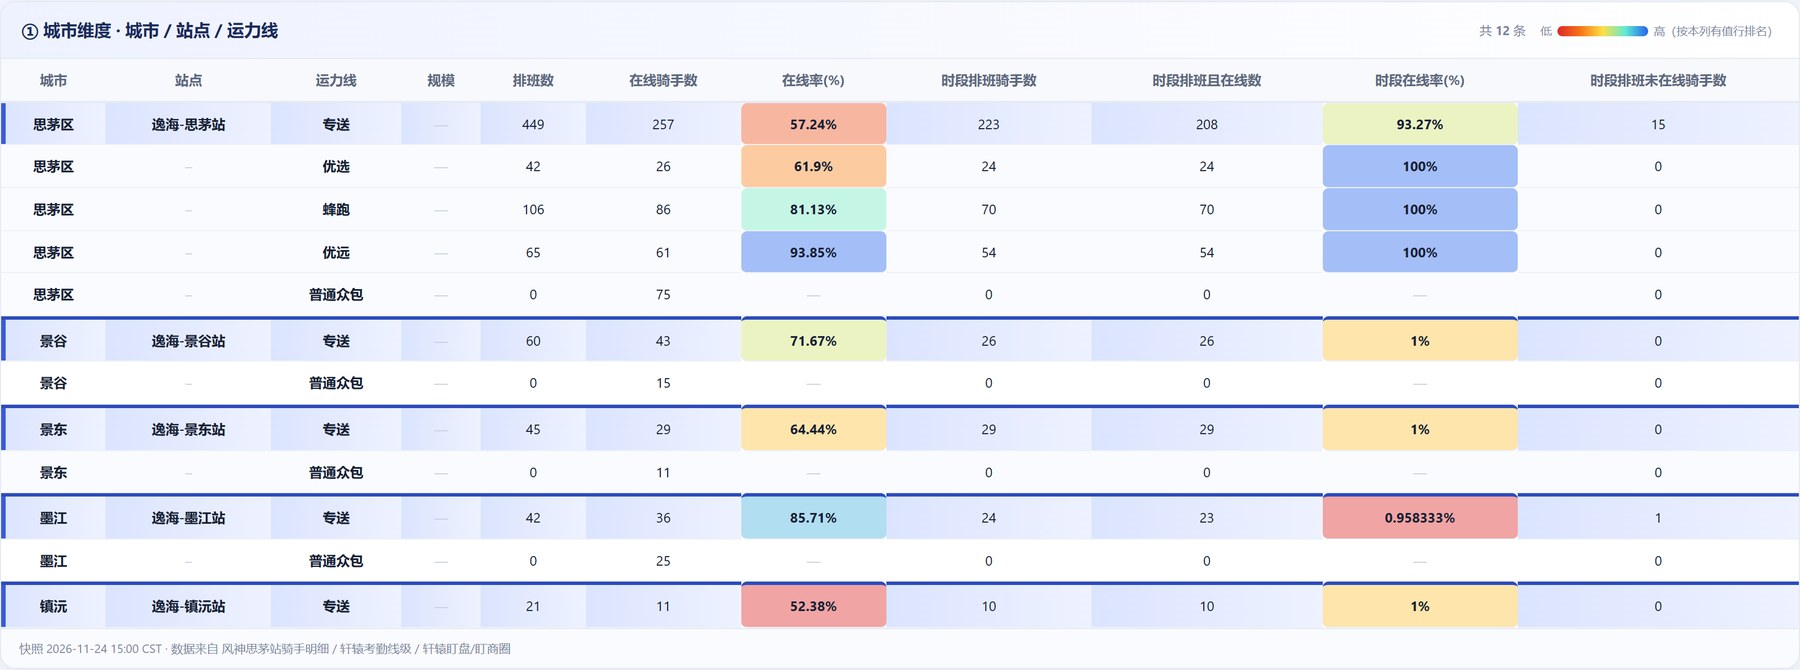 ① 城市维度 · 城市 / 站点 / 运力线
共 12 条 低 高 (按本列有值行排名)
城市 站点 运力线 规模 排班数 在线骑手数 在线率(%) 时段排班骑手数 时段排班且在线数 时段在线率(%) 时段排班未在线骑手数
思茅区 逸海-思茅站 专送 — 449 257 57.24% 223 208 93.27% 15
思茅区 – 优选 — 42 26 61.9% 24 24 100% 0
思茅区 – 蜂跑 — 106 86 81.13% 70 70 100% 0
思茅区 – 优远 — 65 61 93.85% 54 54 100% 0
思茅区 – 普通众包 — 0 75 — 0 0 — 0
景谷 逸海-景谷站 专送 — 60 43 71.67% 26 26 1% 0
景谷 – 普通众包 — 0 15 — 0 0 — 0
景东 逸海-景东站 专送 — 45 29 64.44% 29 29 1% 0
景东 – 普通众包 — 0 11 — 0 0 — 0
墨江 逸海-墨江站 专送 — 42 36 85.71% 24 23 0.958333% 1
墨江 – 普通众包 — 0 25 — 0 0 — 0
镇沅 逸海-镇沅站 专送 — 21 11 52.38% 10 10 1% 0
快照 2026-11-24 15:00 CST · 数据来自 风神思茅站骑手明细 / 轩辕考勤线级 / 轩辕盯盘/盯商圈